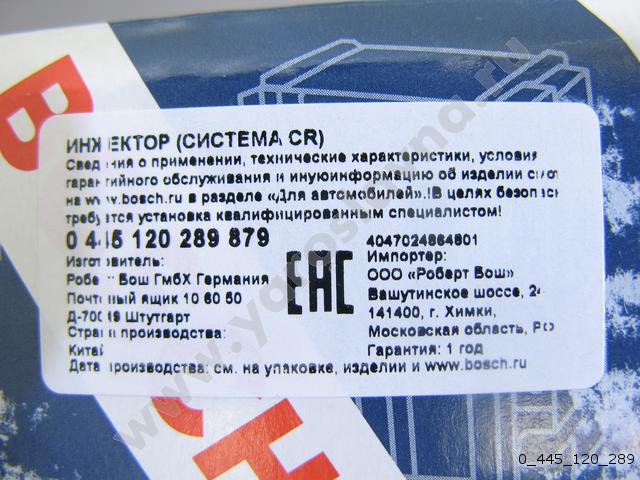 ИНЖЕКТОР (СИСТЕМА CR)
Сведения о применении, технические характеристики, условия
гарантийного обслуживания и иную информацию об изделии
на www.bosch.ru в разделе «Для автомобилей». !В целях
требуется установка квалифицированным специалистом!
0 445 120 289 879
Изготовитель:
Роберт Бош ГмбХ Германия
Почтовый ящик 10 60 50
Д-70049 Штутгарт
Страна производства:
Китай
EAC
4047024864801
Импортер:
ООО «Роберт Бош»
Вашутинское шоссе, 24
141400, г. Химки,
Московская область, РФ
Гарантия: 1 год
Дата производства: см. на упаковке, изделии и www.bosch.ru
0_445_120_289